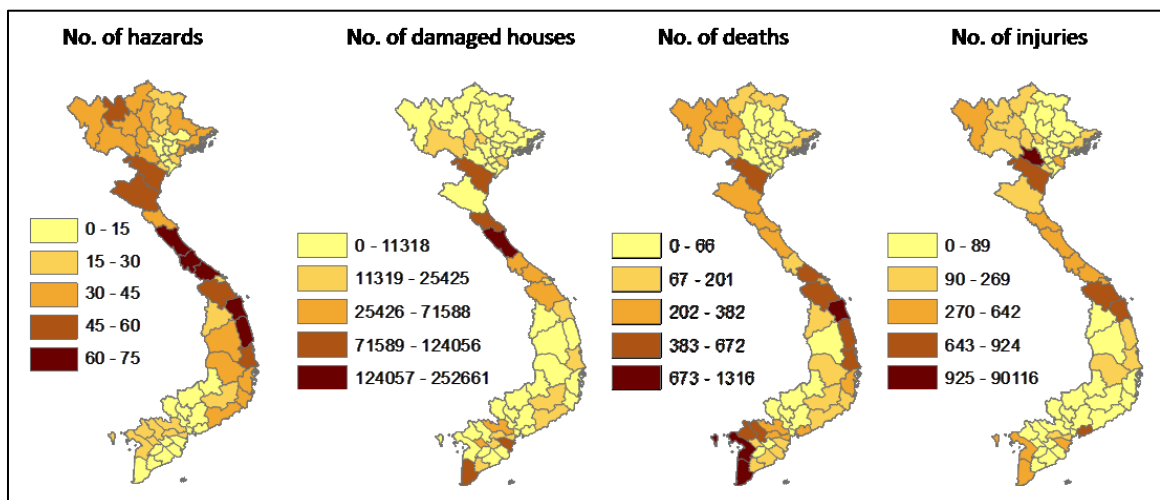 No. of hazards
0 - 15
15 - 30
30 - 45
45 - 60
60 - 75
No. of damaged houses
0 - 11318
11319 - 25425
25426 - 71588
71589 - 124056
124057 - 252661
No. of deaths
0 - 66
67 - 201
202 - 382
383 - 672
673 - 1316
No. of injuries
0 - 89
90 - 269
270 - 642
643 - 924
925 - 90116